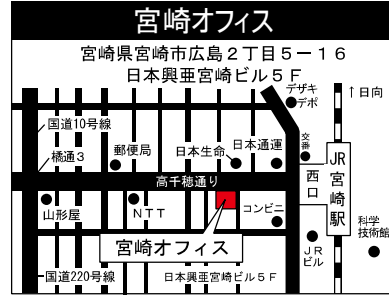 宮崎オフィス
宮崎県宮崎市広島2丁目5−16
日本興亜宮崎ビル5F
デザキ
デポ
↑日向
国道10号線
橘通3
郵便局
日本生命
日本通運
交番
JR宮崎駅
高千穂通り
西口
山形屋
NTT
コンビニ
宮崎オフィス
JR
ビル
科学
技術館
国道220号線
日本興亜宮崎ビル5F